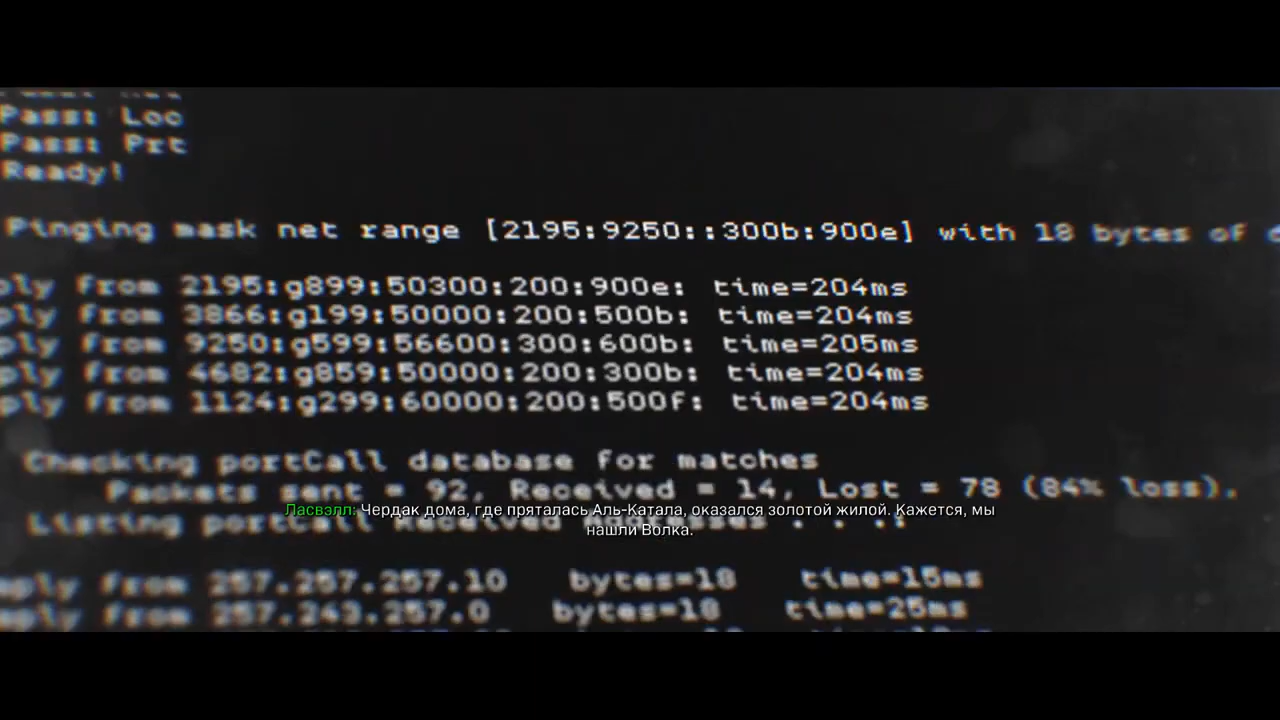 Pass: Loc
Pass: Prt
Ready!
Pinging mask net range [2195:9250::300b:900e] with 18 bytes of
ply from 2195:g899:50300:200:900e: time=204ms
ply from 3866:g199:50000:200:500b: time=204ms
ply from 9250:g599:56600:300:600b: time=205ms
ply from 4682:g859:50000:200:300b: time=204ms
ply from 1124:g299:60000:200:500f: time=204ms
Checking portCall database for matches
Packets sent = 92, Received = 14, Lost = 78 (84% loss).
Ласвэлл: Чердак дома, где пряталась Аль-Катала, оказался золотой жилой. Кажется, мы
Listing portcall received addresses . . .:
нашли Волка.
mply from 257.257.257.10 bytes=18 time=15ms
mply from 257.243.257.0 bytes=18 time=25ms